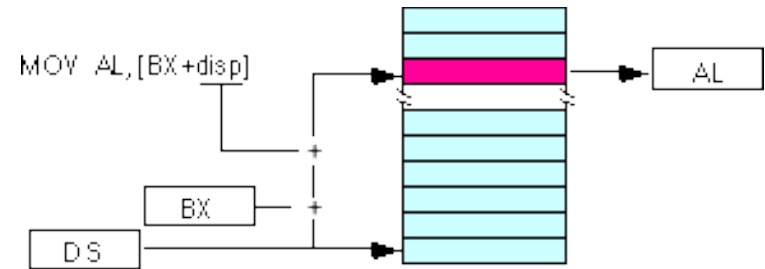 MOV AL,[BX+disp]
AL
+
BX
+
DS